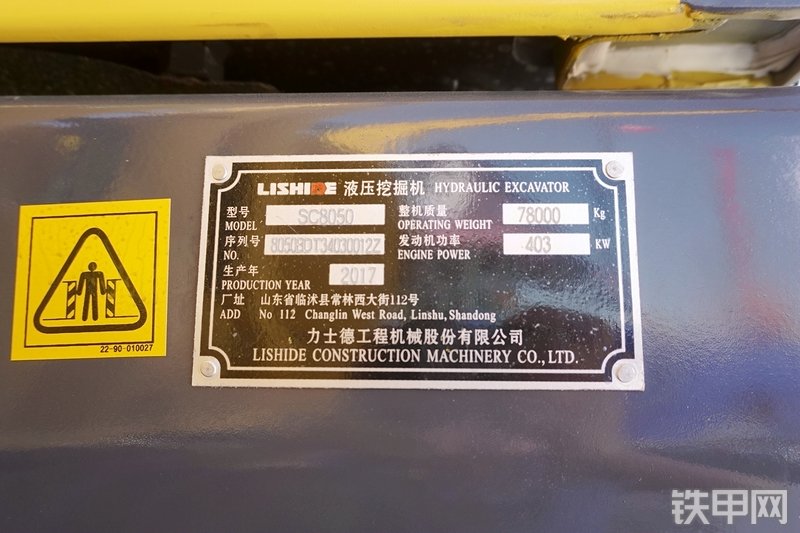 LISHIDE 液压挖掘机 HYDRAULIC EXCAVATOR
型号 MODEL SC8050 整机质量 OPERATING WEIGHT 78000 Kg
序列号 NO. 8050BDT34030012Z 发动机功率 ENGINE POWER 403 KW
生产年 PRODUCTION YEAR 2017
厂址 山东省临沭县常林西大街112号
ADD No 112 Changlin West Road, Linshu, Shandong
力士德工程机械股份有限公司
LISHIDE CONSTRUCTION MACHINERY CO., LTD.
22-90-010027
铁甲网